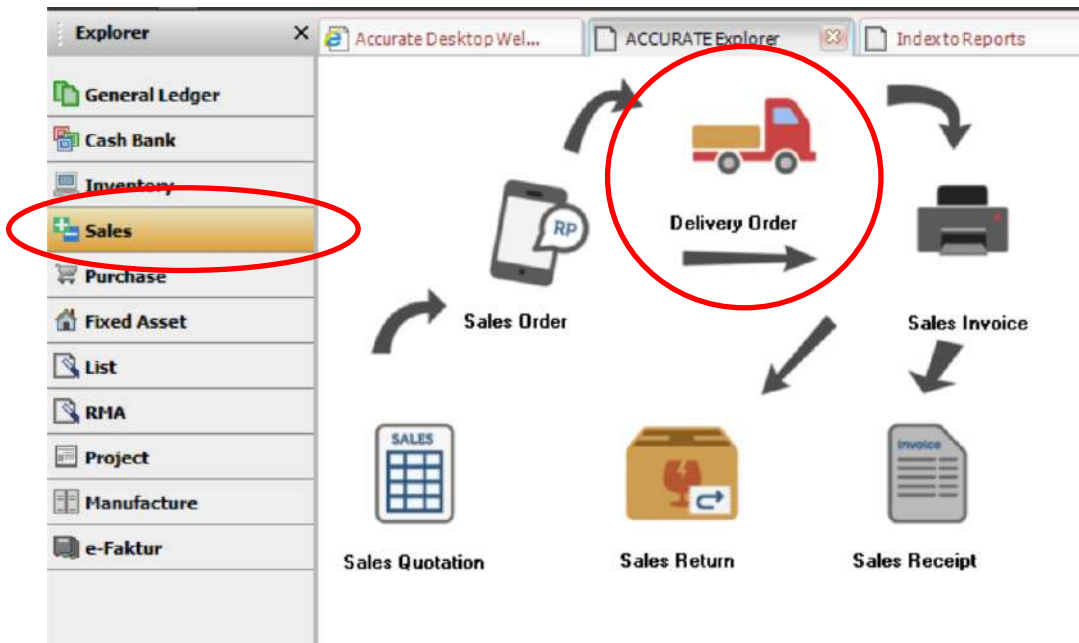 Explorer
Accurate Desktop Wel...
ACCURATE Explorer
Index to Reports
General Ledger
Cash Bank
Inventory
Sales
Purchase
Fixed Asset
List
RMA
Project
Manufacture
e-Faktur
RP
Delivery Order
Sales Order
Sales Invoice
SALES
Invoice
Sales Quotation
Sales Return
Sales Receipt